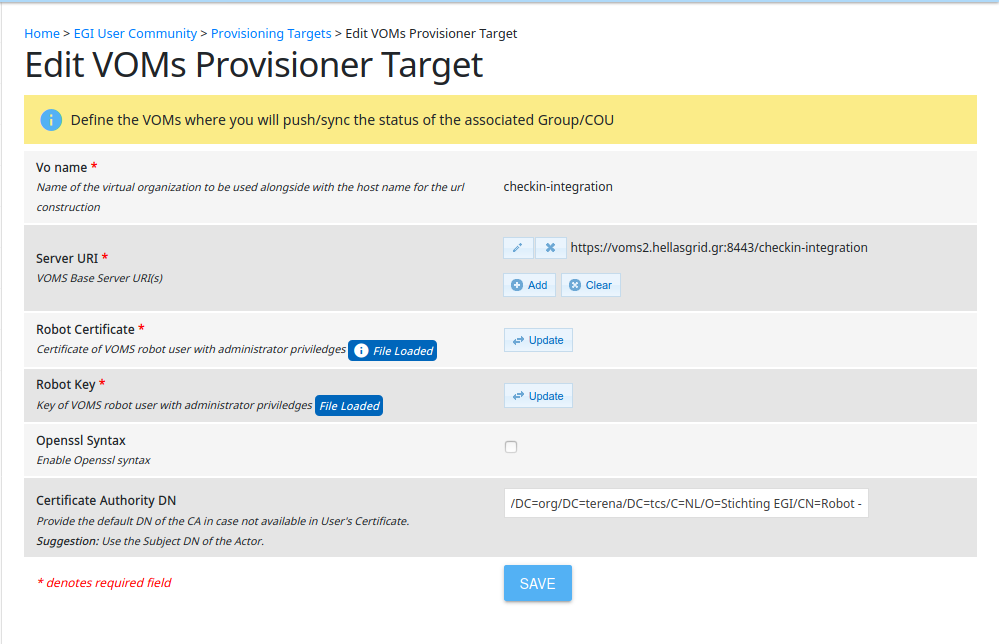 Home > EGI User Community > Provisioning Targets > Edit VOMs Provisioner Target
Edit VOMs Provisioner Target
Define the VOMs where you will push/sync the status of the associated Group/COU
Vo name *
Name of the virtual organization to be used alongside with the host name for the url
construction
checkin-integration
Server URI *
VOMS Base Server URI(s)
https://voms2.hellasgrid.gr:8443/checkin-integration
Add Clear
Robot Certificate *
Certificate of VOMS robot user with administrator priviledges File Loaded
Update
Robot Key *
Key of VOMS robot user with administrator priviledges File Loaded
Update
Openssl Syntax
Enable Openssl syntax
Certificate Authority DN
Provide the default DN of the CA in case not available in User's Certificate.
Suggestion: Use the Subject DN of the Actor.
/DC=org/DC=terena/DC=tcs/C=NL/O=Stichting EGI/CN=Robot -
* denotes required field
SAVE